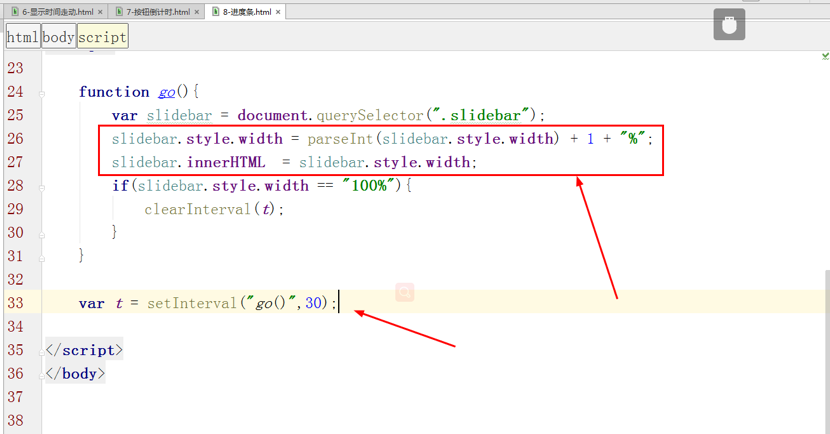 6-显示时间走动.html × 7-按钮倒计时.html × 8-进度条.html ×
html body script
23
24 function go(){
25 var slidebar = document.querySelector(".slidebar");
26 slidebar.style.width = parseInt(slidebar.style.width) + 1 + "%";
27 slidebar.innerHTML  = slidebar.style.width;
28 if(slidebar.style.width == "100%"){
29 clearInterval(t);
30 }
31 }
32
33 var t = setInterval("go()",30);
34
35 </script>
36 </body>
37
38